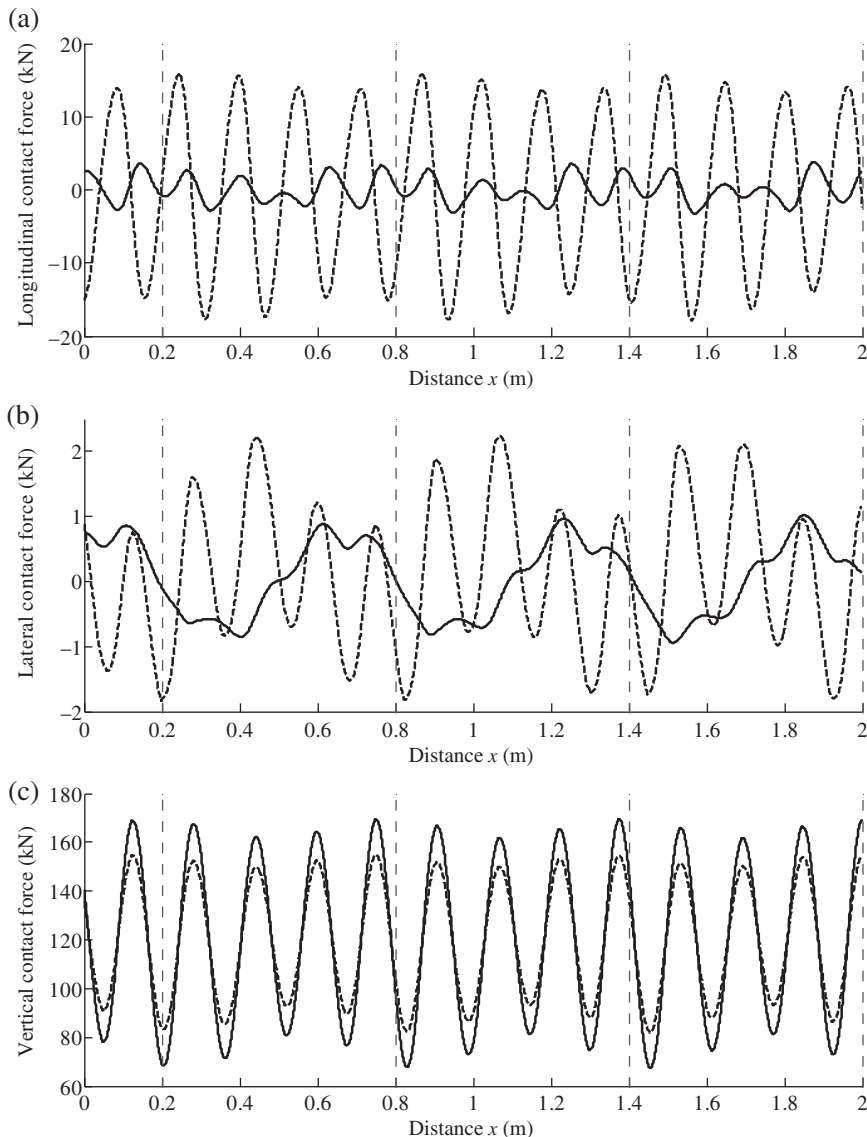 (a)
Longitudinal contact force (kN)
20
10
0
−10
−20
0 0.2 0.4 0.6 0.8 1 1.2 1.4 1.6 1.8 2
Distance x (m)
(b)
Lateral contact force (kN)
2
1
0
−1
−2
0 0.2 0.4 0.6 0.8 1 1.2 1.4 1.6 1.8 2
Distance x (m)
(c)
Vertical contact force (kN)
180
160
140
120
100
80
60
0 0.2 0.4 0.6 0.8 1 1.2 1.4 1.6 1.8 2
Distance x (m)